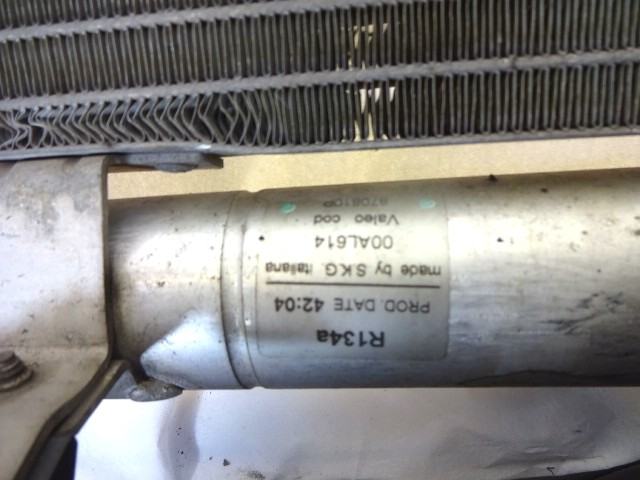 R134a
PROD. DATE 42:04
made by S.K.G. Italiana
00AL614
Valeo cod